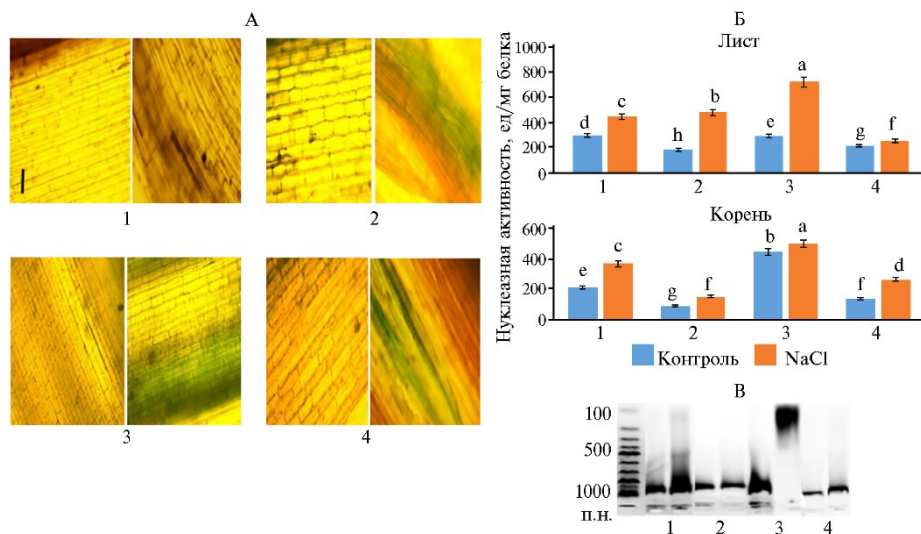 А
1
2
3
4
Б
Лист
Нуклеазная активность, ед/мг белка
1000
800
600
400
200
0
d
c
h
b
e
a
g
f
1
2
3
4
Корень
600
400
200
0
e
c
g
f
b
a
f
d
1
2
3
4
Контроль
NaCl
В
100
500
1000
п.н.
1
2
3
4